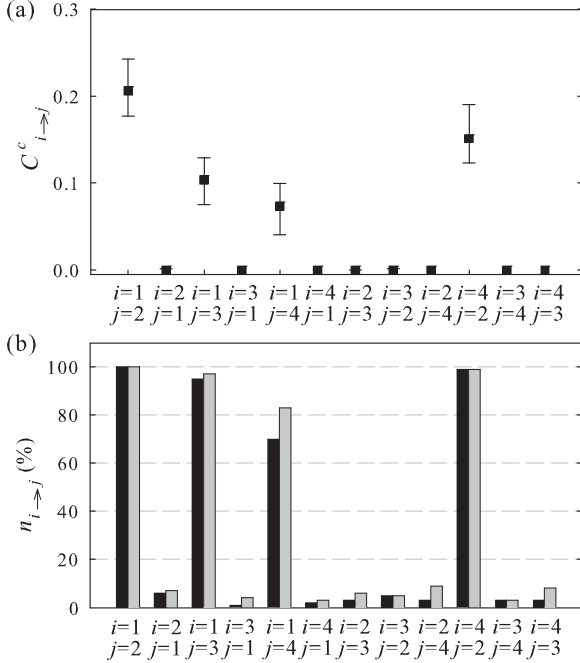 (a)
0.3
0.2
0.1
0.0
C^c_{i→j}
i=1 i=2 i=1 i=3 i=1 i=4 i=2 i=3 i=2 i=4 i=3 i=4
j=2 j=1 j=3 j=1 j=4 j=1 j=3 j=2 j=4 j=2 j=4 j=3
(b)
100
80
60
40
20
0
n_{i→j}(%)
i=1 i=2 i=1 i=3 i=1 i=4 i=2 i=3 i=2 i=4 i=3 i=4
j=2 j=1 j=3 j=1 j=4 j=1 j=3 j=2 j=4 j=2 j=4 j=3